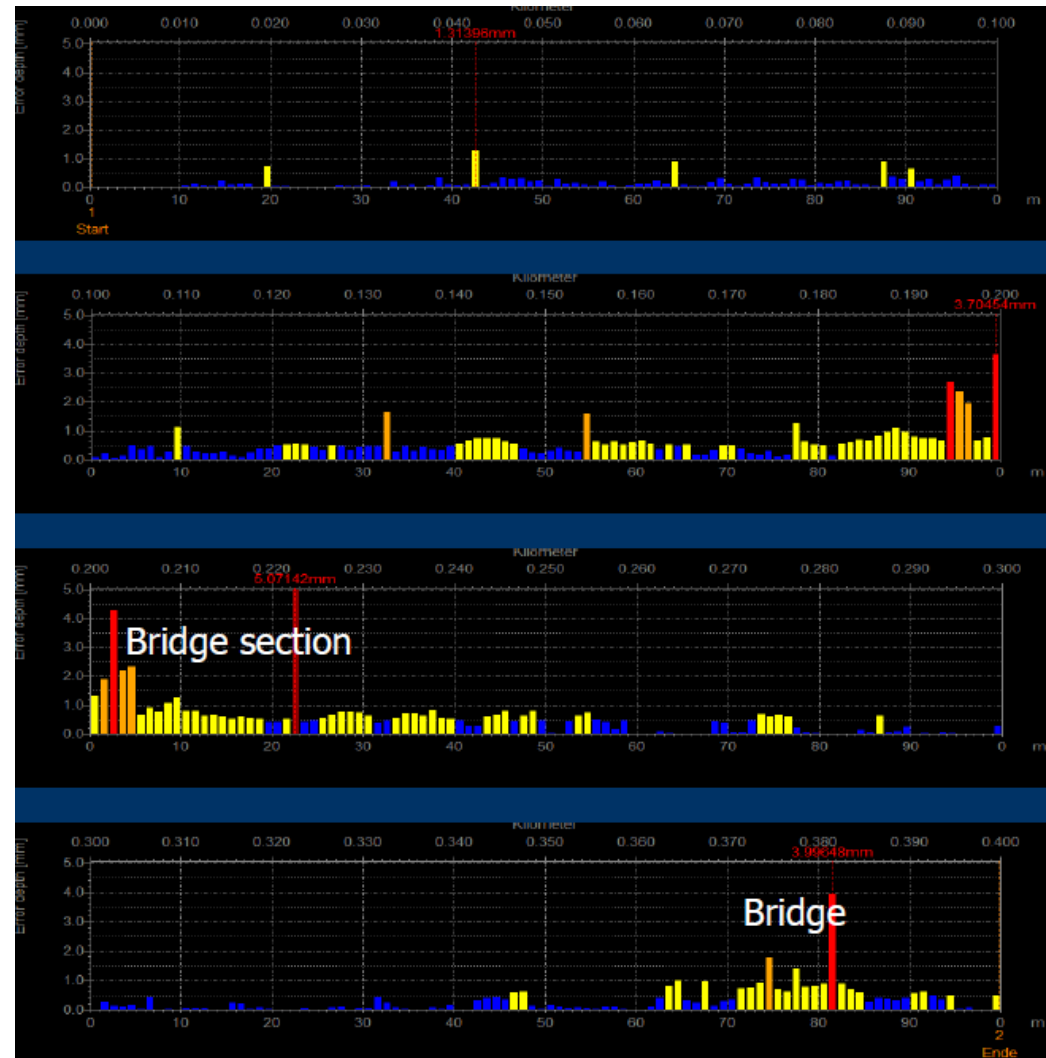 Kilometer
0.000 0.010 0.020 0.030 0.040 0.050 0.060 0.070 0.080 0.090 0.100
1.31396mm
Error depth [mm]
5.0
4.0
3.0
2.0
1.0
0.0
0 10 20 30 40 50 60 70 80 90 0 m
1
Start
Kilometer
0.100 0.110 0.120 0.130 0.140 0.150 0.160 0.170 0.180 0.190 0.200
3.70454mm
Error depth [mm]
5.0
4.0
3.0
2.0
1.0
0.0
0 10 20 30 40 50 60 70 80 90 0 m
Kilometer
0.200 0.210 0.220 0.230 0.240 0.250 0.260 0.270 0.280 0.290 0.300
5.07142mm
Error depth [mm]
5.0
4.0
3.0
Bridge section
2.0
1.0
0.0
0 10 20 30 40 50 60 70 80 90 0 m
Kilometer
0.300 0.310 0.320 0.330 0.340 0.350 0.360 0.370 0.380 0.390 0.400
3.99648mm
Error depth [mm]
5.0
4.0
Bridge
3.0
2.0
1.0
0.0
0 10 20 30 40 50 60 70 80 90 0 m
2
Ende